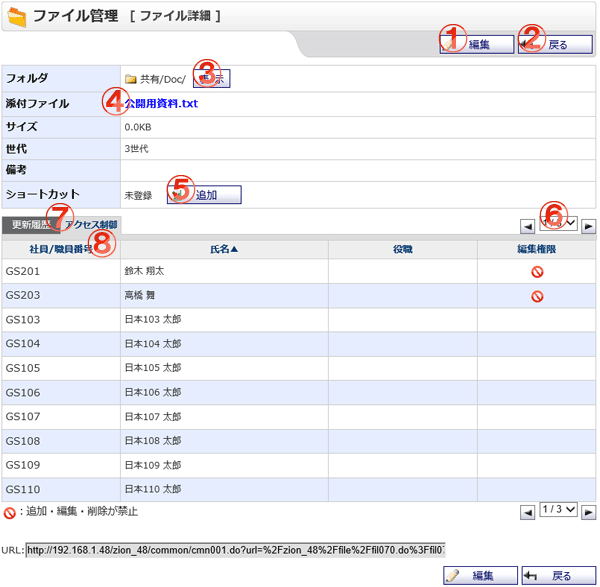 ファイル管理 [ ファイル詳細 ]
① 編集 ② 戻る
フォルダ 共有/Doc/ ③ 示
添付ファイル ④ 公開用資料.txt
サイズ 0.0KB
世代 3世代
備考
ショートカット 未登録 ⑤ 追加
更新履歴 ⑦ アクセス制御 ⑥
社員/職員番号 ⑧ 氏名▲ 役職 編集権限
GS201 鈴木 翔太
GS203 高橋 舞
GS103 日本103 太郎
GS104 日本104 太郎
GS105 日本105 太郎
GS106 日本106 太郎
GS107 日本107 太郎
GS108 日本108 太郎
GS109 日本109 太郎
GS110 日本110 太郎
：追加・編集・削除が禁止 1 / 3
URL: http://192.168.1.48/zion_48/common/cmn001.do?url=%2Fzion_48%2Ffile%2Ffil070.do%3Ffil07
編集 戻る